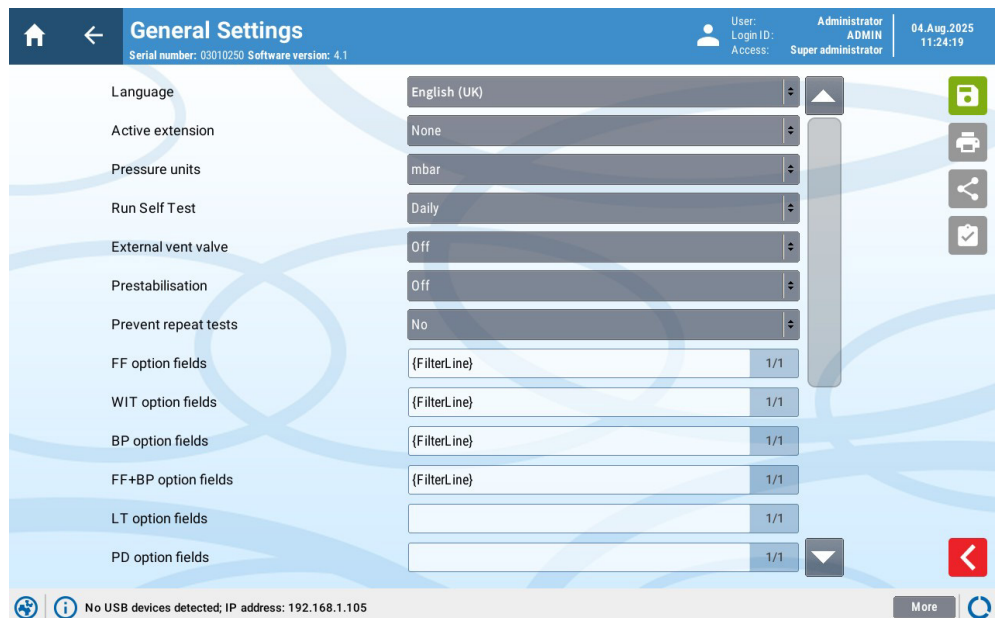 General Settings
Serial number: 03010250 Software version: 4.1
User: Administrator
Login ID: ADMIN
Access: Super administrator
04.Aug.2025
11:24:19
Language English (UK)
Active extension None
Pressure units mbar
Run Self Test Daily
External vent valve Off
Prestabilisation Off
Prevent repeat tests No
FF option fields {FilterLine} 1/1
WIT option fields {FilterLine} 1/1
BP option fields {FilterLine} 1/1
FF+BP option fields {FilterLine} 1/1
LT option fields 1/1
PD option fields 1/1
No USB devices detected; IP address: 192.168.1.105
More